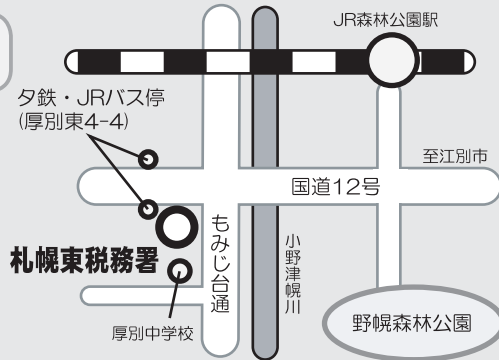 JR森林公園駅
夕鉄・JRバス停
(厚別東4-4)
至江別市
国道12号
もみじ台通
小野津幌川
札幌東税務署
厚別中学校
野幌森林公園